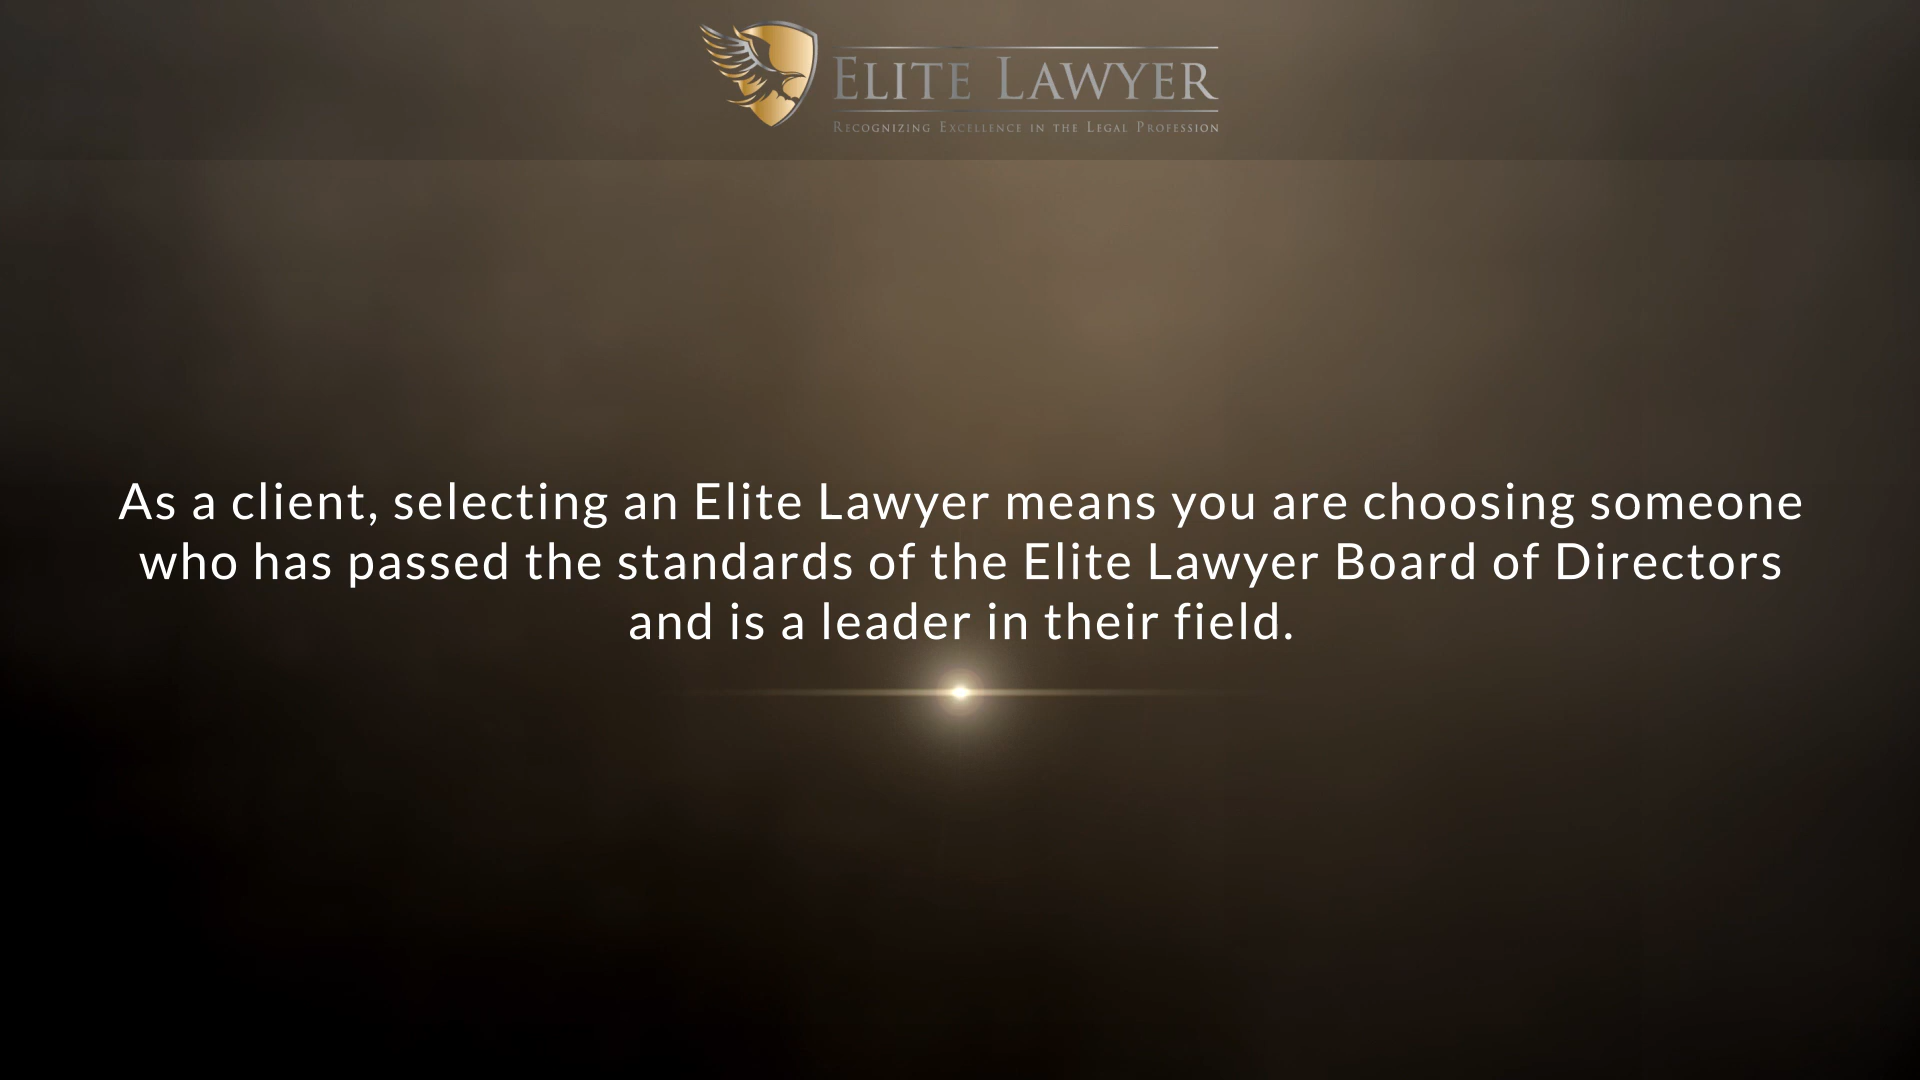 ELITE LAWYER
RECOGNIZING EXCELLENCE IN THE LEGAL PROFESSION
As a client, selecting an Elite Lawyer means you are choosing someone
who has passed the standards of the Elite Lawyer Board of Directors
and is a leader in their field.